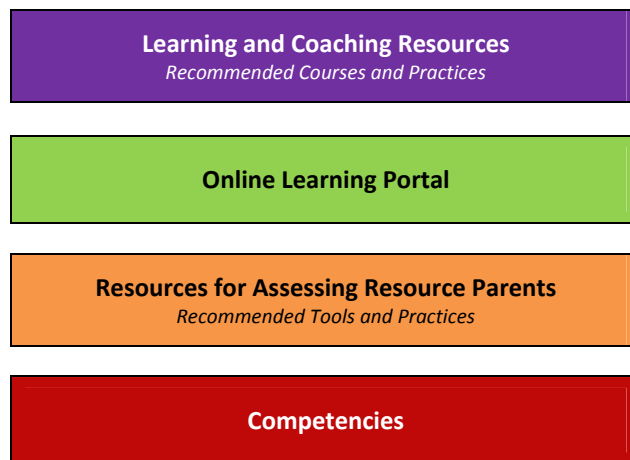 Learning and Coaching Resources
Recommended Courses and Practices
Online Learning Portal
Resources for Assessing Resource Parents
Recommended Tools and Practices
Competencies